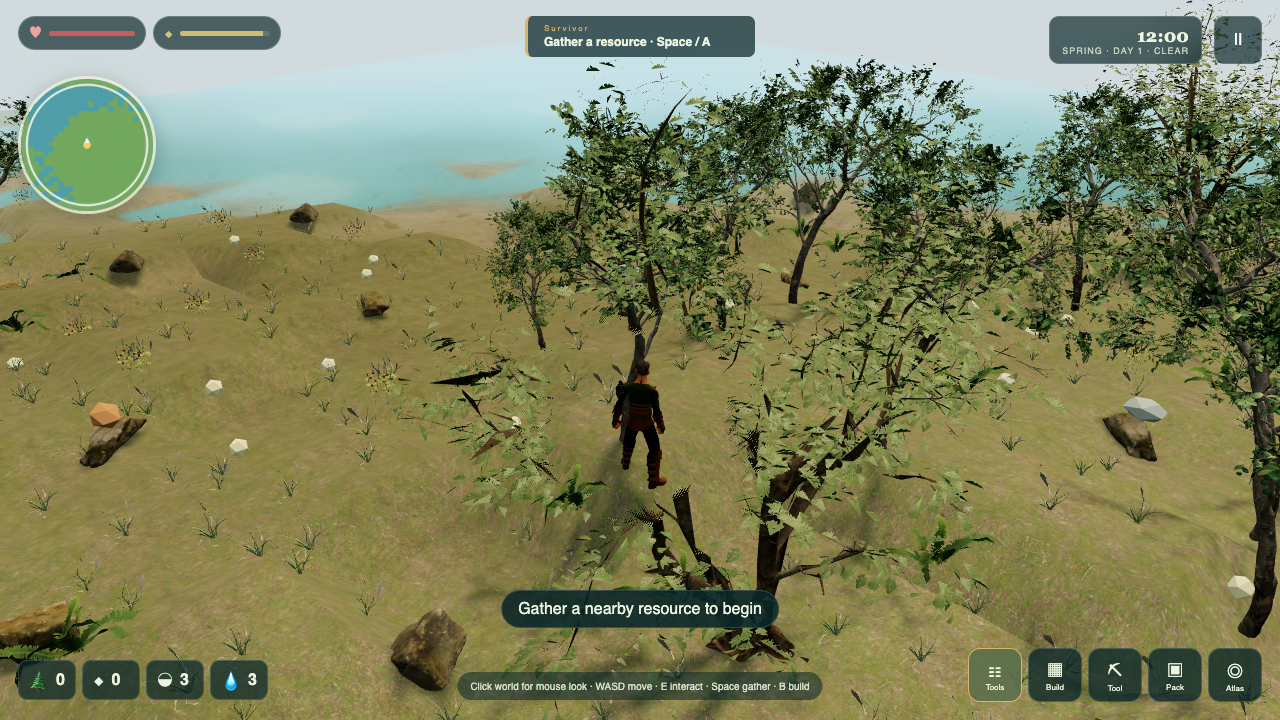 Survivor
Gather a resource · Space / A
12:00
SPRING · DAY 1 · CLEAR
Gather a nearby resource to begin
0
0
3
3
Click world for mouse look · WASD move · E interact · Space gather · B build
Tools
Build
Tool
Pack
Atlas